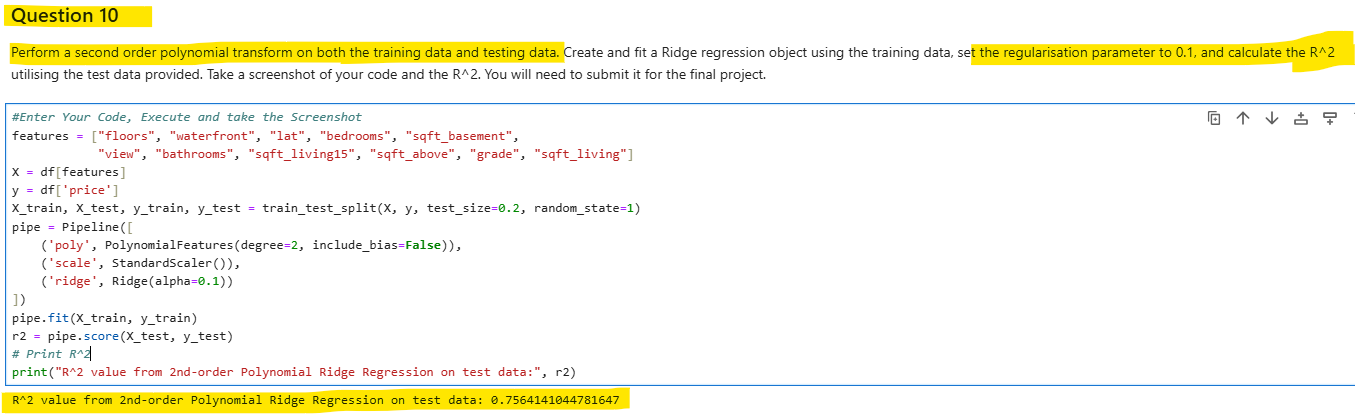 Question 10
Perform a second order polynomial transform on both the training data and testing data. Create and fit a Ridge regression object using the training data, set the regularisation parameter to 0.1, and calculate the R^2
utilising the test data provided. Take a screenshot of your code and the R^2. You will need to submit it for the final project.
#Enter Your Code, Execute and take the Screenshot
features = ["floors", "waterfront", "lat", "bedrooms", "sqft_basement",
            "view", "bathrooms", "sqft_living15", "sqft_above", "grade", "sqft_living"]
X = df[features]
y = df['price']
X_train, X_test, y_train, y_test = train_test_split(X, y, test_size=0.2, random_state=1)
pipe = Pipeline([
    ('poly', PolynomialFeatures(degree=2, include_bias=False)),
    ('scale', StandardScaler()),
    ('ridge', Ridge(alpha=0.1))
])
pipe.fit(X_train, y_train)
r2 = pipe.score(X_test, y_test)
# Print R^2
print("R^2 value from 2nd-order Polynomial Ridge Regression on test data:", r2)
R^2 value from 2nd-order Polynomial Ridge Regression on test data: 0.7564141044781647